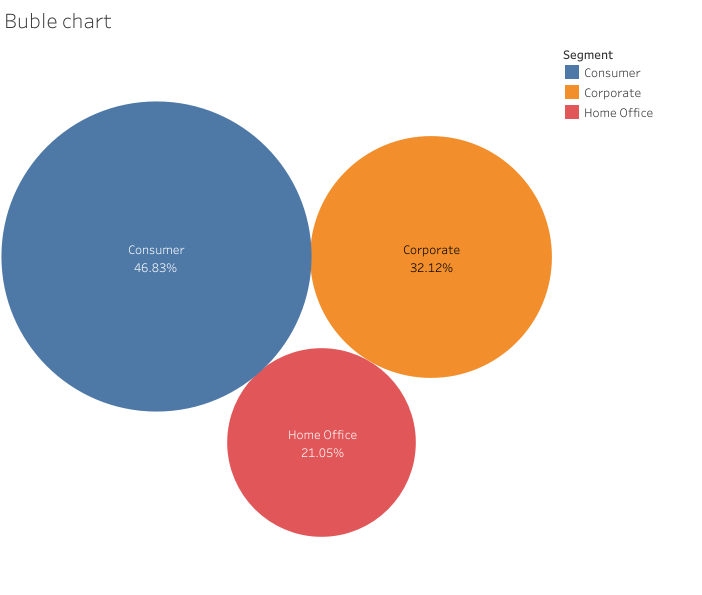 Buble chart
Segment
Consumer
Corporate
Home Office
Consumer
46.83%
Corporate
32.12%
Home Office
21.05%